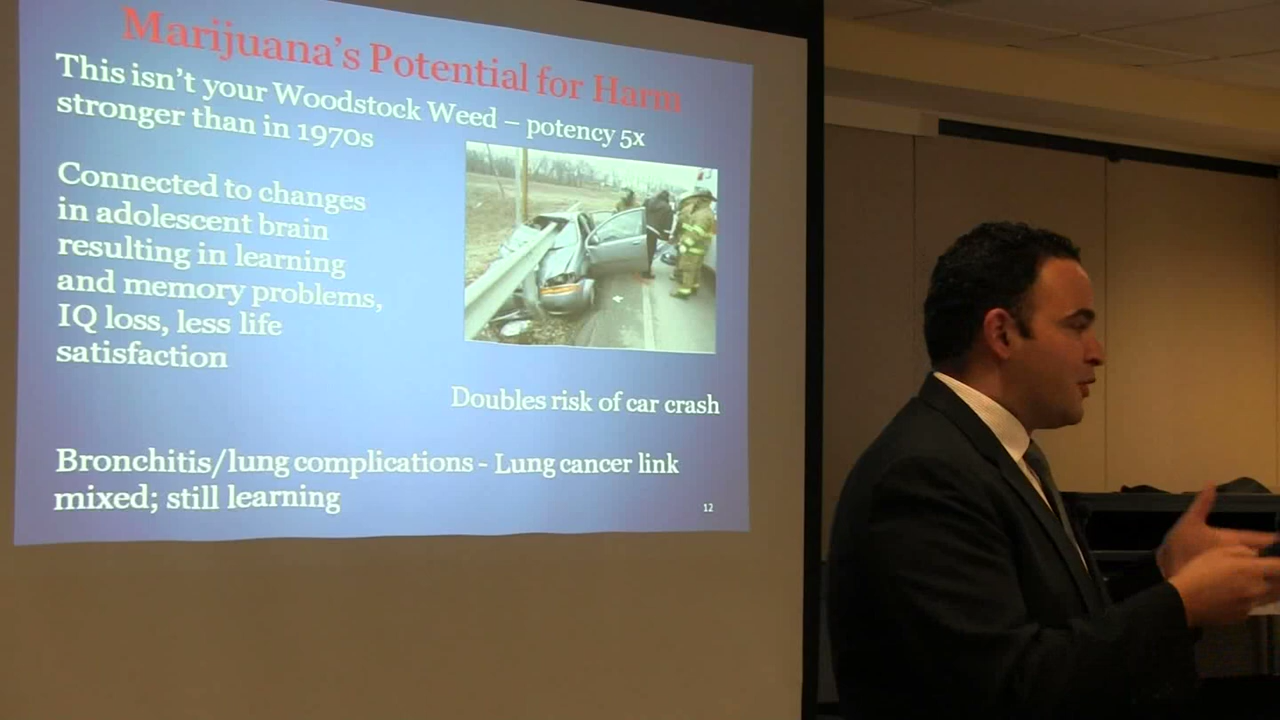 Marijuana's Potential for Harm
This isn't your Woodstock Weed – potency 5x
stronger than in 1970s
Connected to changes
in adolescent brain
resulting in learning
and memory problems,
IQ loss, less life
satisfaction
Doubles risk of car crash
Bronchitis/lung complications - Lung cancer link
mixed; still learning
12